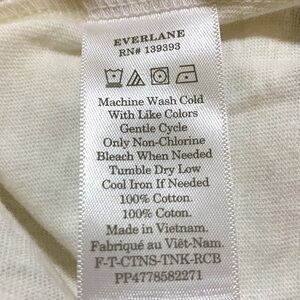 EVERLANE
RN# 139393
Machine Wash Cold
With Like Colors
Gentle Cycle
Only Non-Chlorine
Bleach When Needed
Tumble Dry Low
Cool Iron If Needed
100% Cotton.
100% Coton.
Made in Vietnam.
Fabriqué au Viêt-Nam.
F-T-CTNS-TNK-RCB
PP4778582271